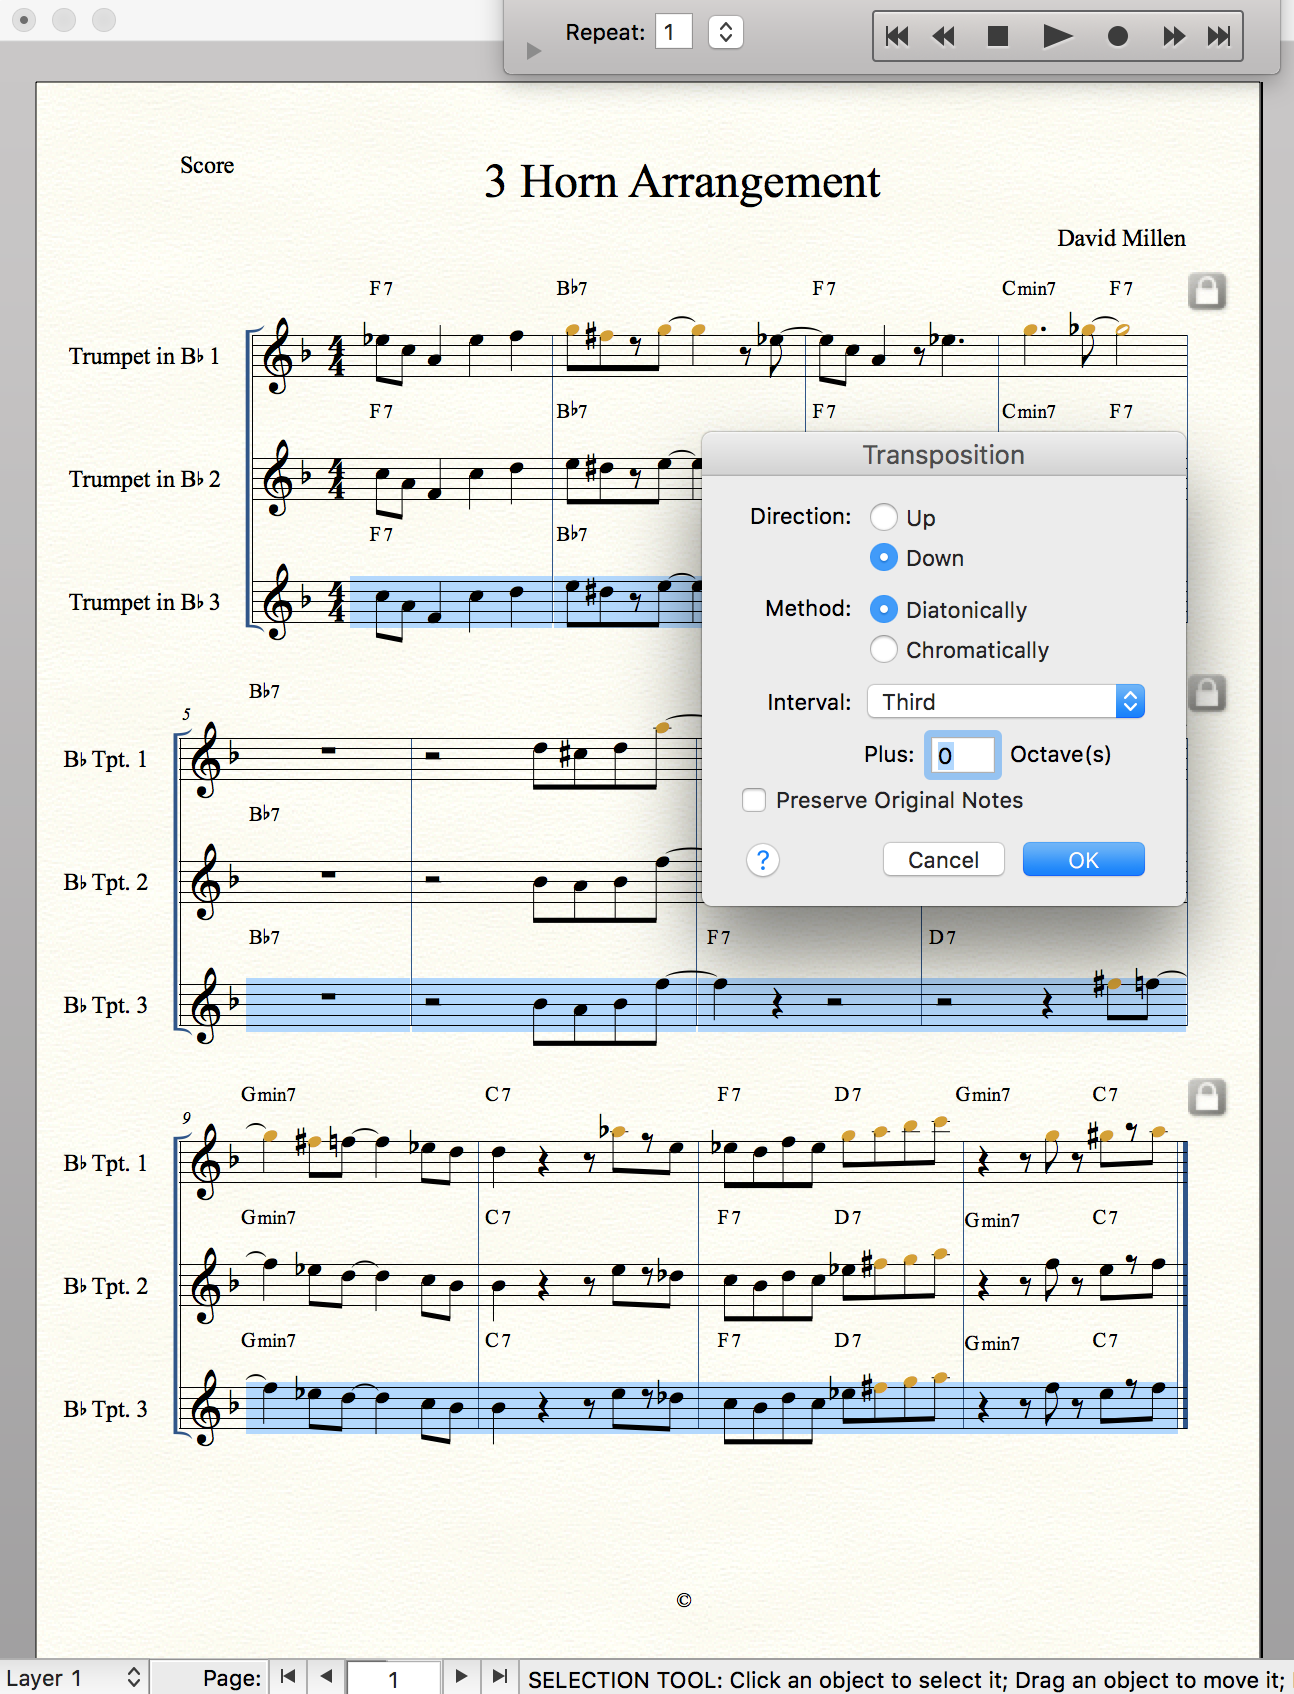 Repeat: 1
Score
3 Horn Arrangement
David Millen
F7 B♭7 F7 Cmin7 F7
Trumpet in B♭ 1
F7 B♭7 F7 Cmin7 F7
Trumpet in B♭ 2
F7 B♭7
Trumpet in B♭ 3
Transposition
Direction: Up
Down
Method: Diatonically
Chromatically
Interval: Third
Plus: 0 Octave(s)
Preserve Original Notes
? Cancel OK
B♭7
5
B♭ Tpt. 1
B♭7
B♭ Tpt. 2
B♭7 F7 D7
B♭ Tpt. 3
Gmin7 C7 F7 D7 Gmin7 C7
9
B♭ Tpt. 1
Gmin7 C7 F7 D7 Gmin7 C7
B♭ Tpt. 2
Gmin7 C7 F7 D7 Gmin7 C7
B♭ Tpt. 3
©
Layer 1 Page: 1 SELECTION TOOL: Click an object to select it; Drag an object to move it;